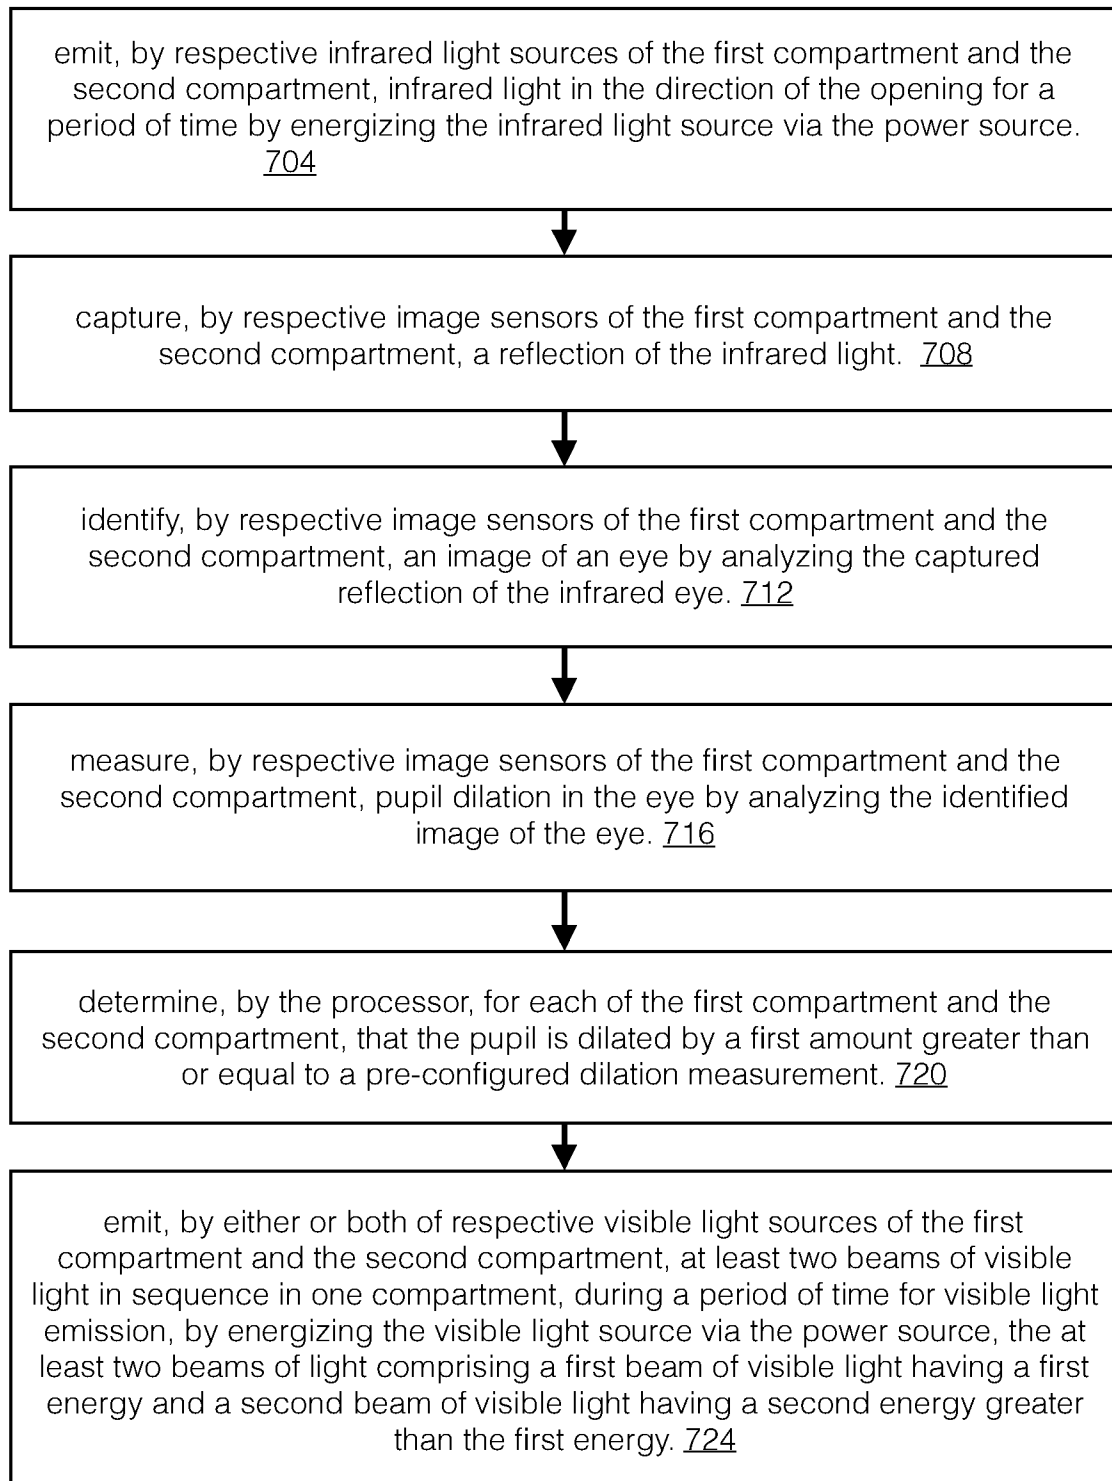 emit, by respective infrared light sources of the first compartment and the
second compartment, infrared light in the direction of the opening for a
period of time by energizing the infrared light source via the power source.
704
capture, by respective image sensors of the first compartment and the
second compartment, a reflection of the infrared light. 708
identify, by respective image sensors of the first compartment and the
second compartment, an image of an eye by analyzing the captured
reflection of the infrared eye. 712
measure, by respective image sensors of the first compartment and the
second compartment, pupil dilation in the eye by analyzing the identified
image of the eye. 716
determine, by the processor, for each of the first compartment and the
second compartment, that the pupil is dilated by a first amount greater than
or equal to a pre-configured dilation measurement. 720
emit, by either or both of respective visible light sources of the first
compartment and the second compartment, at least two beams of visible
light in sequence in one compartment, during a period of time for visible light
emission, by energizing the visible light source via the power source, the at
least two beams of light comprising a first beam of visible light having a first
energy and a second beam of visible light having a second energy greater
than the first energy. 724